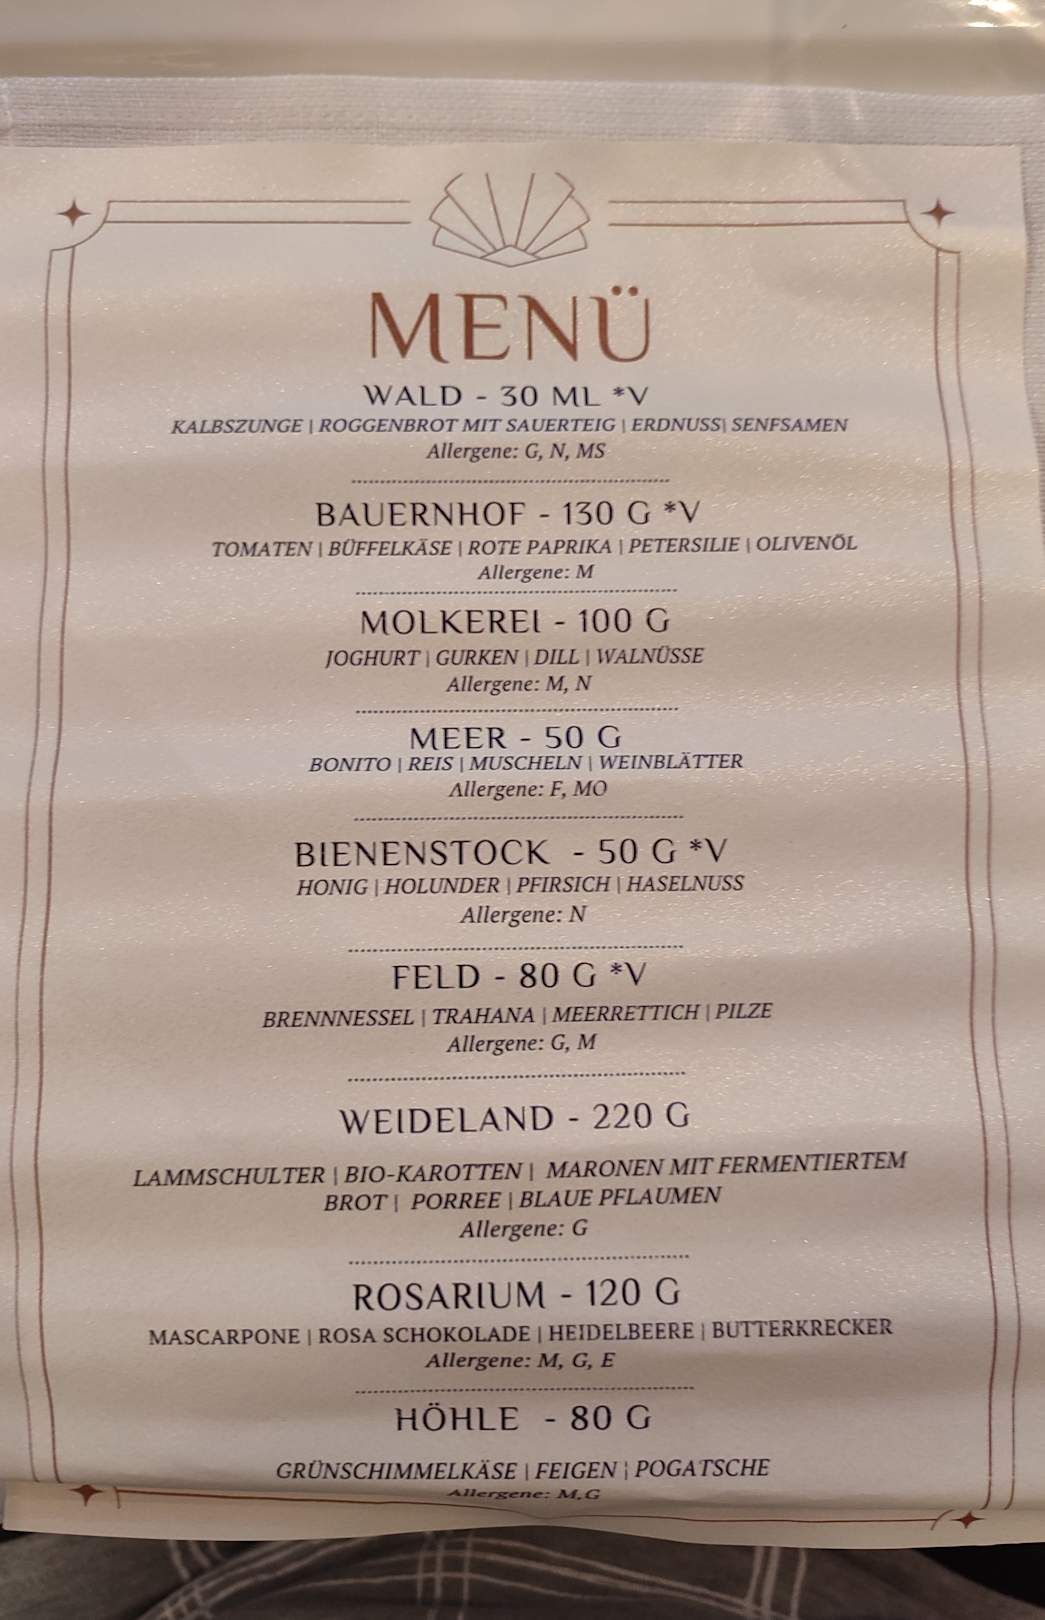 MENÜ
WALD - 30 ML *V
KALBSZUNGE | ROGGENBROT MIT SAUERTEIG | ERDNUSS| SENFSAMEN
Allergene: G, N, MS
BAUERNHOF - 130 G *V
TOMATEN | BÜFFELKÄSE | ROTE PAPRIKA | PETERSILIE | OLIVENÖL
Allergene: M
MOLKEREI - 100 G
JOGHURT | GURKEN | DILL | WALNÜSSE
Allergene: M, N
MEER - 50 G
BONITO | REIS | MUSCHELN | WEINBLÄTTER
Allergene: F, MO
BIENENSTOCK - 50 G *V
HONIG | HOLUNDER | PFIRSICH | HASELNUSS
Allergene: N
FELD - 80 G *V
BRENNNESSEL | TRAHANA | MEERRETTICH | PILZE
Allergene: G, M
WEIDELAND - 220 G
LAMMSCHULTER | BIO-KAROTTEN | MARONEN MIT FERMENTIERTEM
BROT | PORREE | BLAUE PFLAUMEN
Allergene: G
ROSARIUM - 120 G
MASCARPONE | ROSA SCHOKOLADE | HEIDELBEERE | BUTTERKRECKER
Allergene: M, G, E
HÖHLE - 80 G
GRÜNSCHIMMELKÄSE | FEIGEN | POGATSCHE
Allergene: M,G